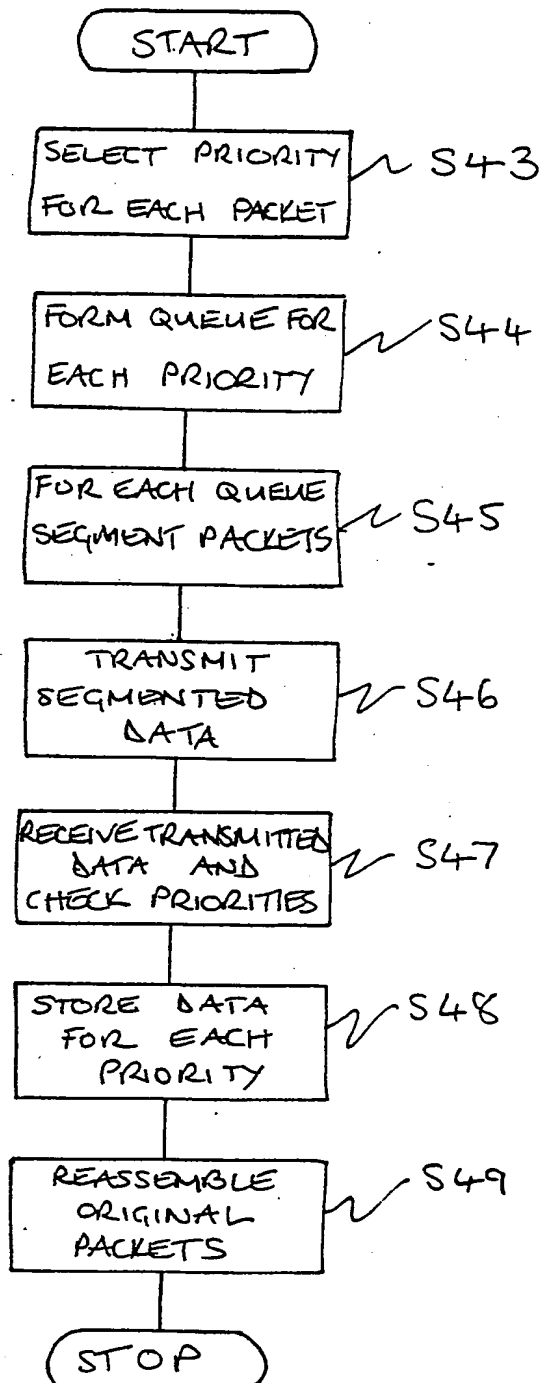 START
SELECT PRIORITY
FOR EACH PACKET
S43
FORM QUEUE FOR
EACH PRIORITY
S44
FOR EACH QUEUE
SEGMENT PACKETS
S45
TRANSMIT
SEGMENTED
DATA
S46
RECEIVE TRANSMITTED
DATA AND
CHECK PRIORITIES
S47
STORE DATA
FOR EACH
PRIORITY
S48
REASSEMBLE
ORIGINAL
PACKETS
S49
STOP